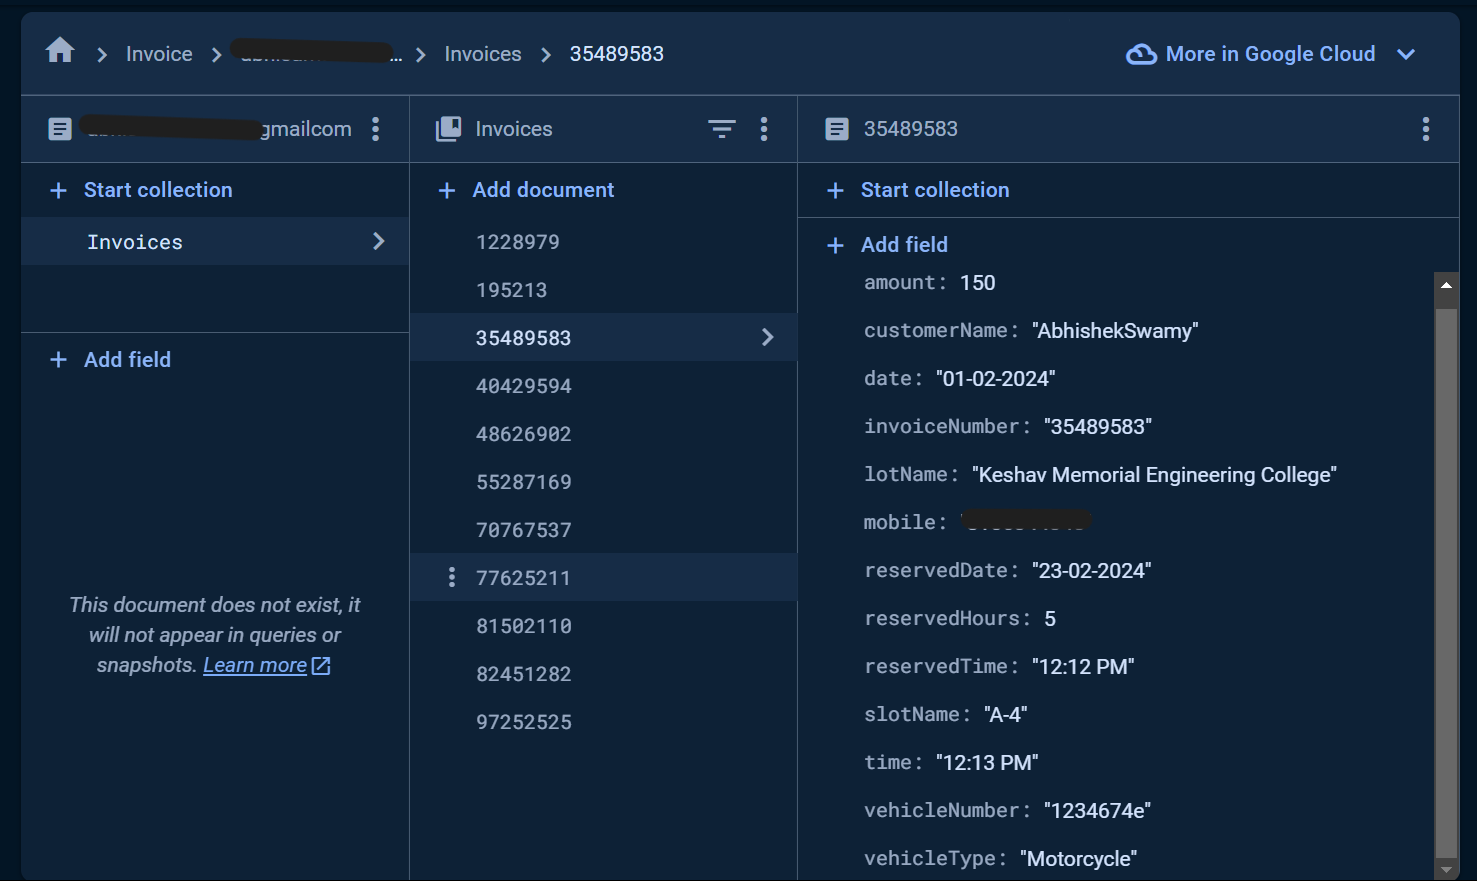 Invoice
...
Invoices
35489583
More in Google Cloud
gmailcom
Start collection
Invoices
Add field
This document does not exist, it
will not appear in queries or
snapshots. Learn more
Invoices
Add document
1228979
195213
35489583
40429594
48626902
55287169
70767537
77625211
81502110
82451282
97252525
35489583
Start collection
Add field
amount: 150
customerName: "AbhishekSwamy"
date: "01-02-2024"
invoiceNumber: "35489583"
lotName: "Keshav Memorial Engineering College"
mobile:
reservedDate: "23-02-2024"
reservedHours: 5
reservedTime: "12:12 PM"
slotName: "A-4"
time: "12:13 PM"
vehicleNumber: "1234674e"
vehicleType: "Motorcycle"